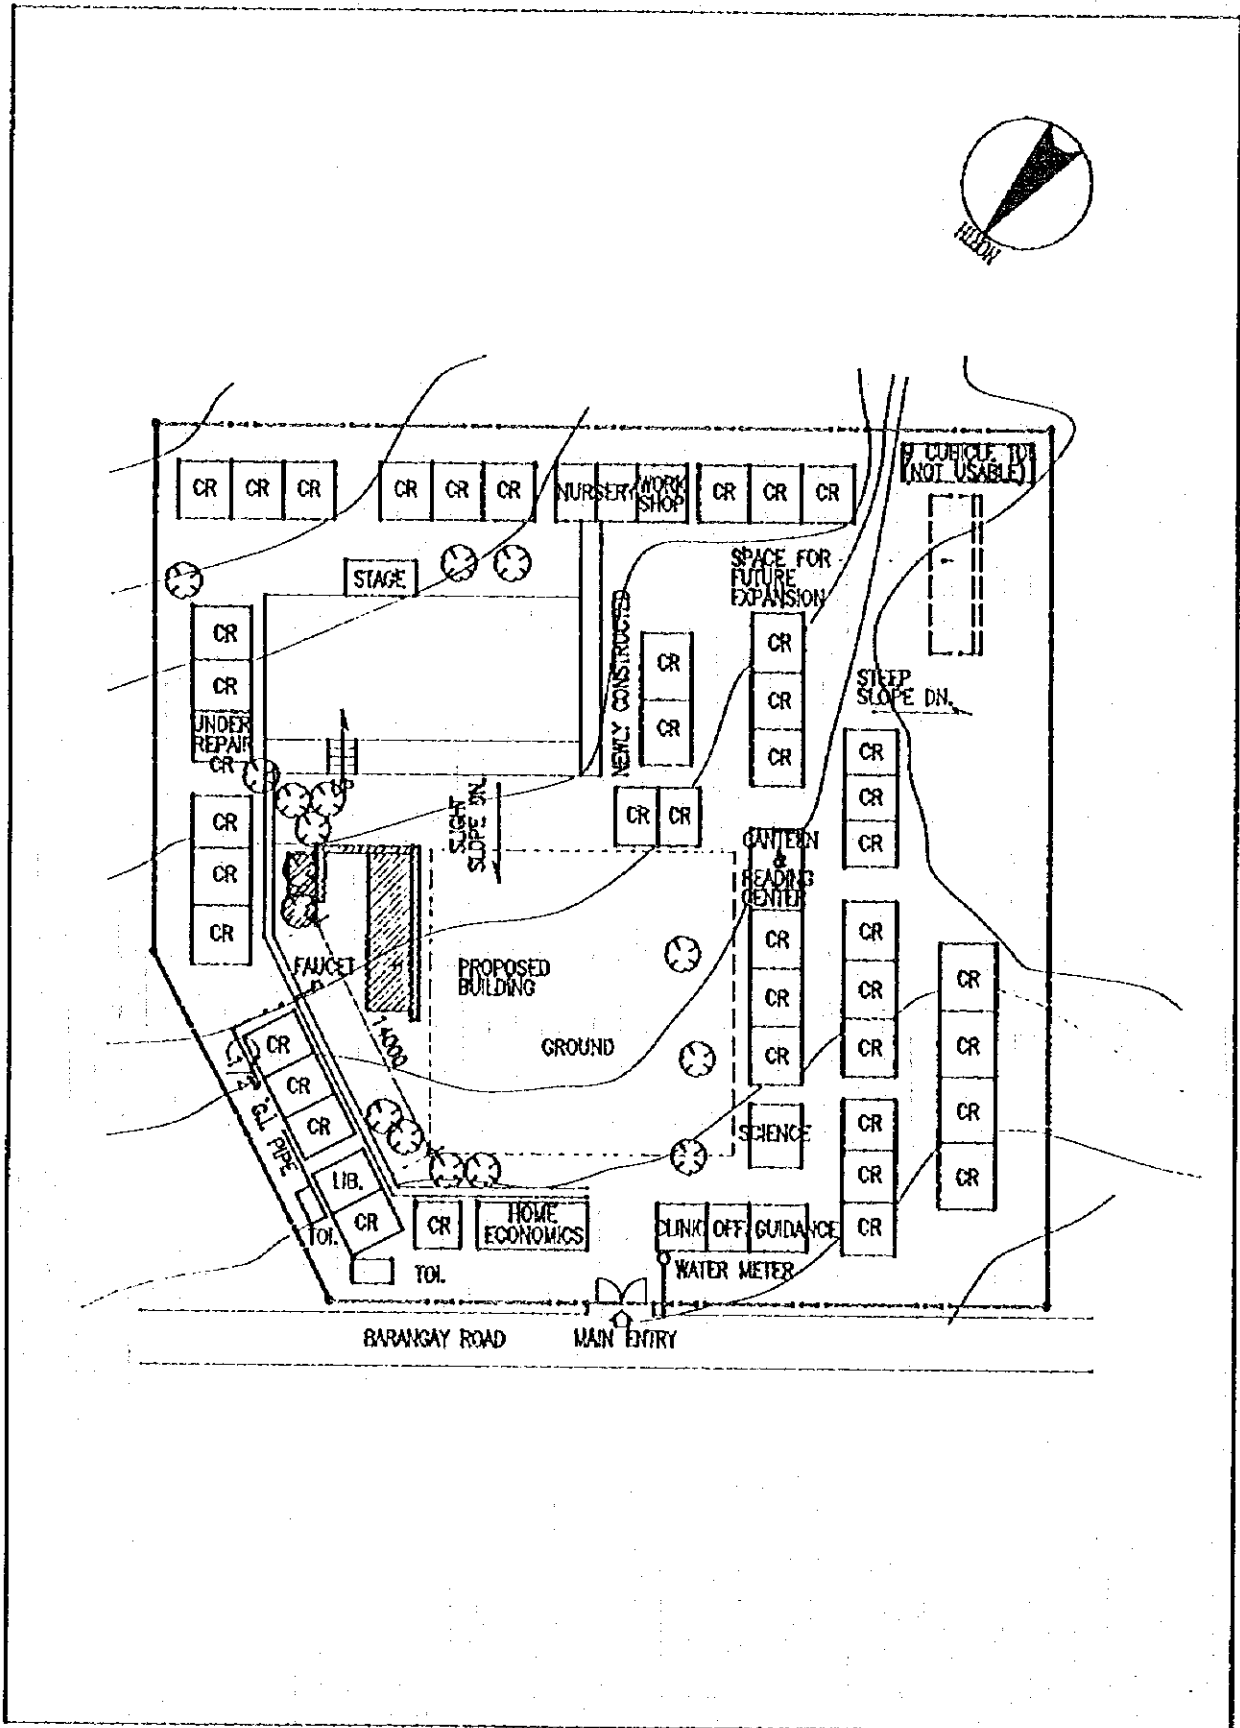 NORTH
9 CUBICLE TOI.
(NOT USABLE)
CR CR CR CR CR CR NURSERY WORK SHOP CR CR CR
STAGE
SPACE FOR
FUTURE
EXPANSION
NEWLY CONSTRUCTED
CR
CR
UNDER
REPAIR
CR
CR
CR
CR
CR
CR
STEEP
SLOPE DN.
CR
CR
CR
CR
CR
CR
SLIGHT
SLOPE DN.
CR CR
CANTEEN
&
READING
CENTER
CR
CR
CR
CR
CR
CR
CR
CR
CR
CR
FAUCET
PROPOSED
BUILDING
14000
GROUND
CR
CR
CR
G.I. PIPE
LIB.
CR
TOI.
TOI.
CR
HOME
ECONOMICS
SCIENCE
CR
CR
CR
CLINIC OFF. GUIDANCE
WATER METER
BARANGAY ROAD
MAIN ENTRY